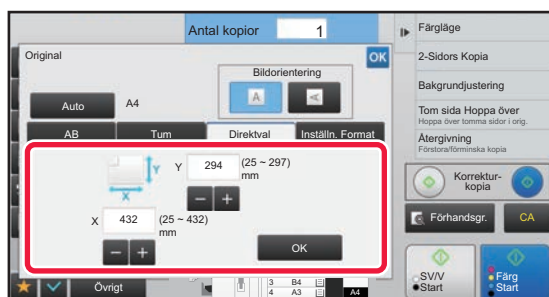 Antal kopior 1
Original
OK
Bildorientering
A A
Auto A4
AB Tum Direktval Inställn. Format
Y Y 294 (25 ~ 297)
mm
X
X 432 (25 ~ 432)
mm
OK
Övrigt
3 B4
4 A3 A4
Färgläge
2-Sidors Kopia
Bakgrundjustering
Tom sida Hoppa över
Hoppa över tomma sidor i orig.
Återgivning
Förstora/förminska kopia
Korrektur-
kopia
Förhandsgr. CA
SV/V
Start
Färg
Start